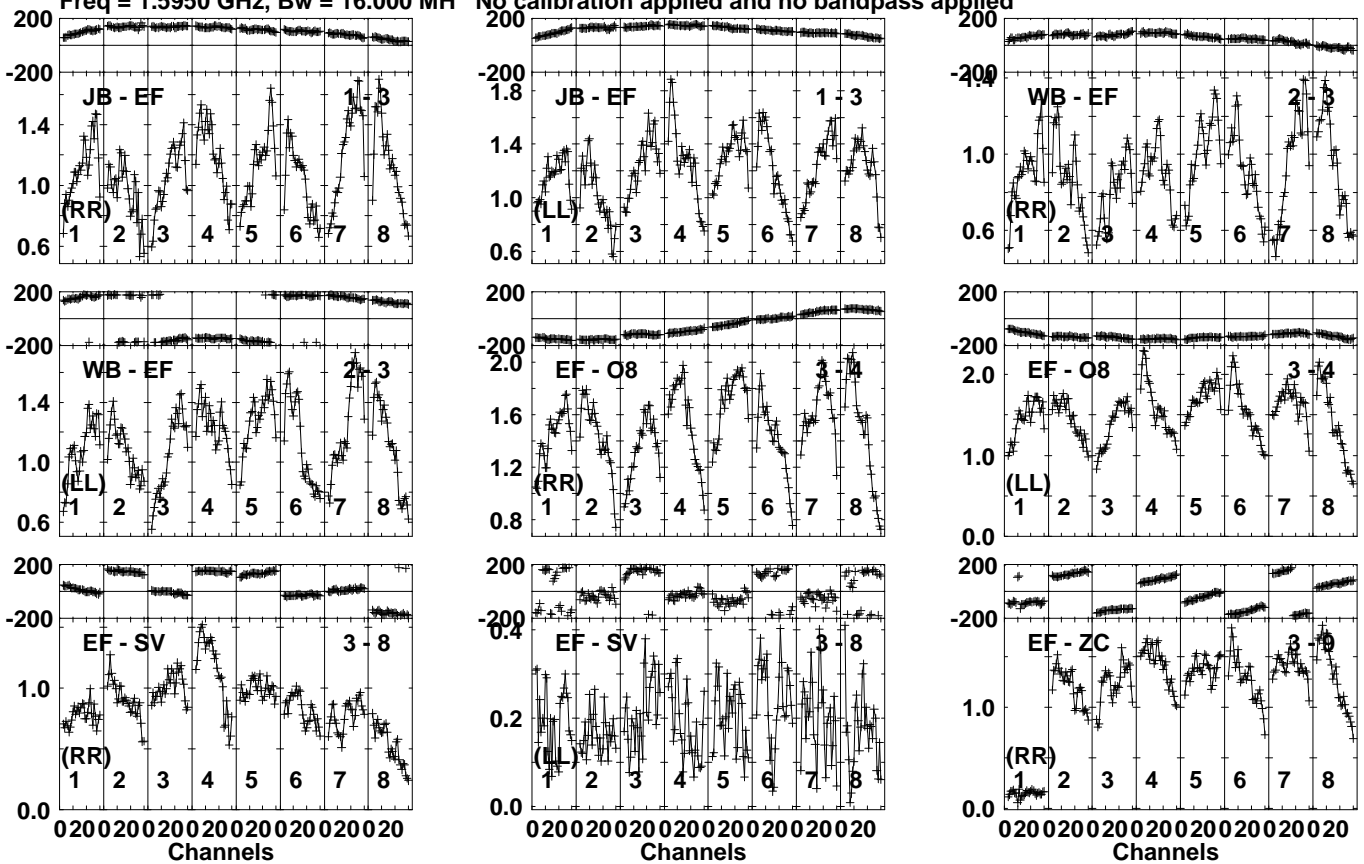 Freq = 1.5950 GHz, Bw = 16.000 MH   No calibration applied and no bandpass applied
200 200 200
-200 -200 -200
JB - EF 1 - 3 JB - EF 1 - 3 WB - EF 2 - 3
1.4 1.8 1.4
1.0 1.4 1.0
0.6 1.0 0.6
0.6
(RR) (LL) (RR)
1 2 3 4 5 6 7 8 1 2 3 4 5 6 7 8 1 2 3 4 5 6 7 8
200 200 200
-200 -200 -200
WB - EF 2 - 3 EF - O8 3 - 4 EF - O8 3 - 4
1.4 2.0 2.0
1.0 1.6 1.0
0.6 1.2 0.0
0.8
(LL) (RR) (LL)
1 2 3 4 5 6 7 8 1 2 3 4 5 6 7 8 1 2 3 4 5 6 7 8
200 200 200
-200 -200 -200
EF - SV 3 - 8 EF - SV 3 - 8 EF - ZC 3 - 9
1.0 0.4 1.0
0.0 0.2 0.0
0.0
(RR) (LL) (RR)
1 2 3 4 5 6 7 8 1 2 3 4 5 6 7 8 1 2 3 4 5 6 7 8
0 20 0 20 0 20 0 20 0 20 0 20 0 20 0 20 0 20 0 20 0 20 0 20 0 20 0 20 0 20 0 20 0 20 0 20 0 20 0 20 0 20 0 20 0 20 0 20
Channels Channels Channels